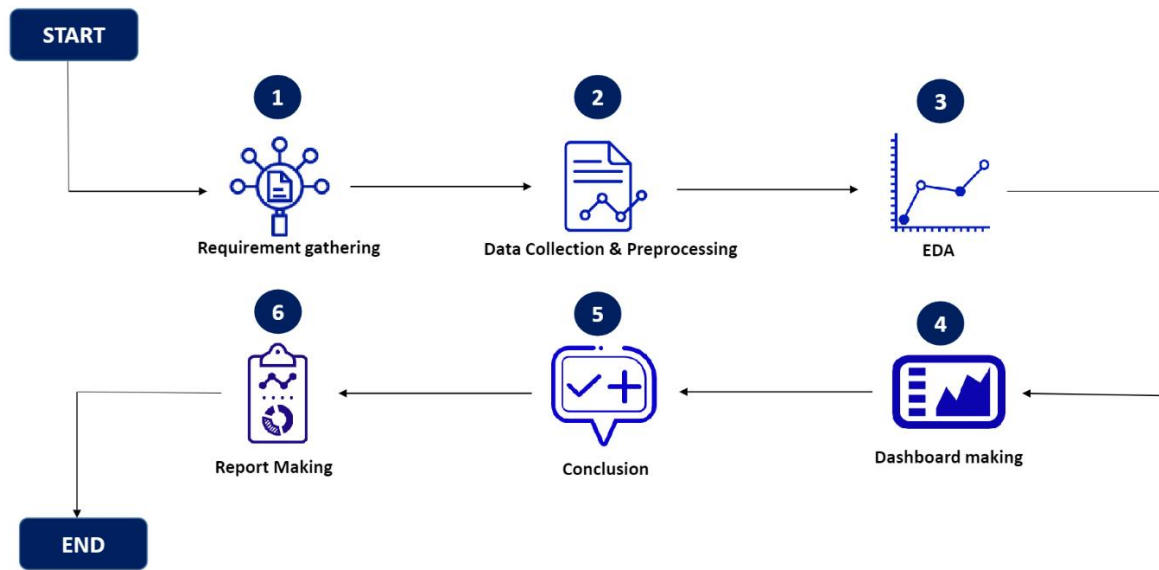 START
1
2
3
Requirement gathering
Data Collection & Preprocessing
EDA
4
5
6
Dashboard making
Conclusion
Report Making
END